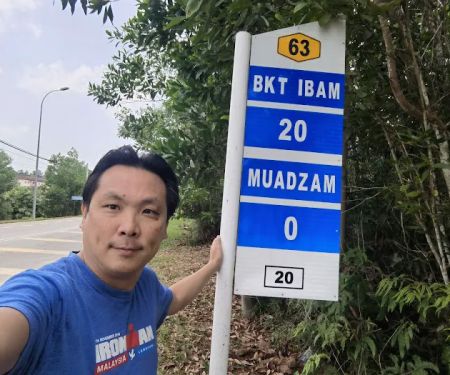 63
BKT IBAM
20
MUADZAM
0
20
IRONMAN
MALAYSIA